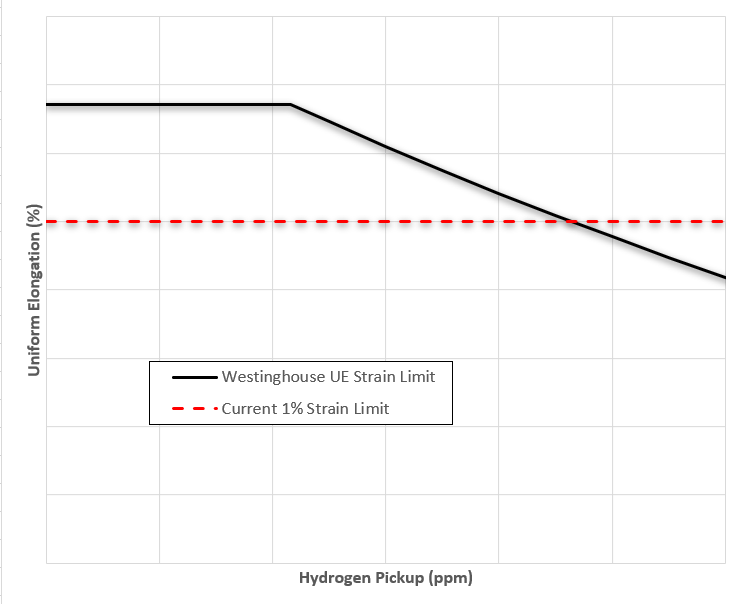 Uniform Elongation (%)
Westinghouse UE Strain Limit
Current 1% Strain Limit
Hydrogen Pickup (ppm)